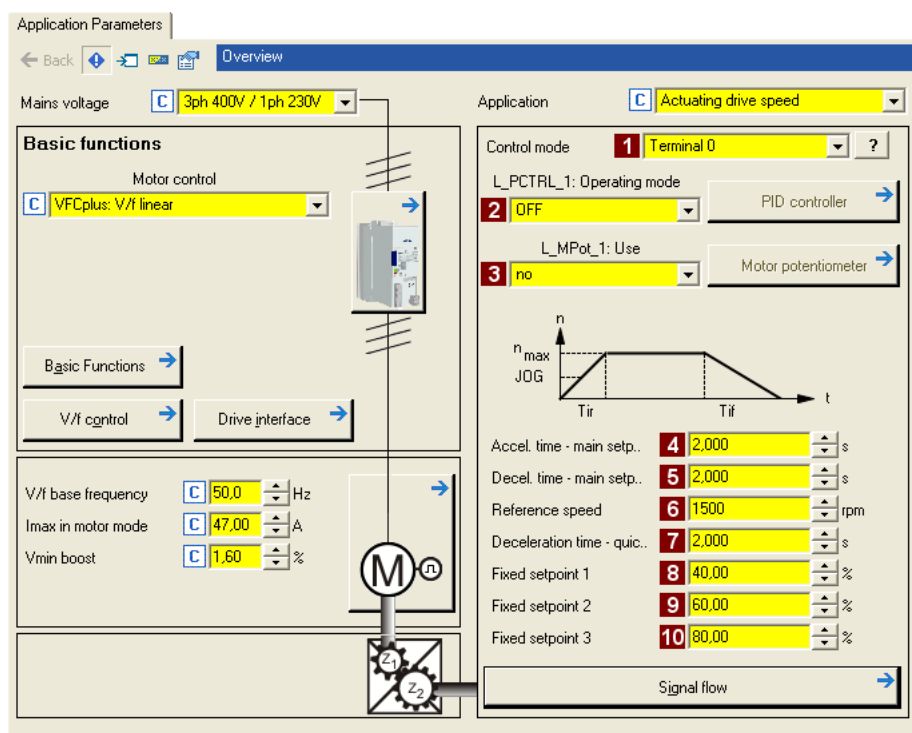 Application Parameters
Back Overview
Mains voltage C 3ph 400V / 1ph 230V
Application C Actuating drive speed
Basic functions
Motor control
C VFCplus: V/f linear
Basic Functions
V/f control Drive interface
V/f base frequency C 50,0 Hz
Imax in motor mode C 47,00 A
Vmin boost C 1,60 %
M
Z1
Z2
Control mode 1 Terminal 0 ?
L_PCTRL_1: Operating mode
2 OFF PID controller
L_MPot_1: Use
3 no Motor potentiometer
n
n max
JOG
t
Tir Tif
Accel. time - main setp.. 4 2,000 s
Decel. time - main setp.. 5 2,000 s
Reference speed 6 1500 rpm
Deceleration time - quic.. 7 2,000 s
Fixed setpoint 1 8 40,00 %
Fixed setpoint 2 9 60,00 %
Fixed setpoint 3 10 80,00 %
Signal flow